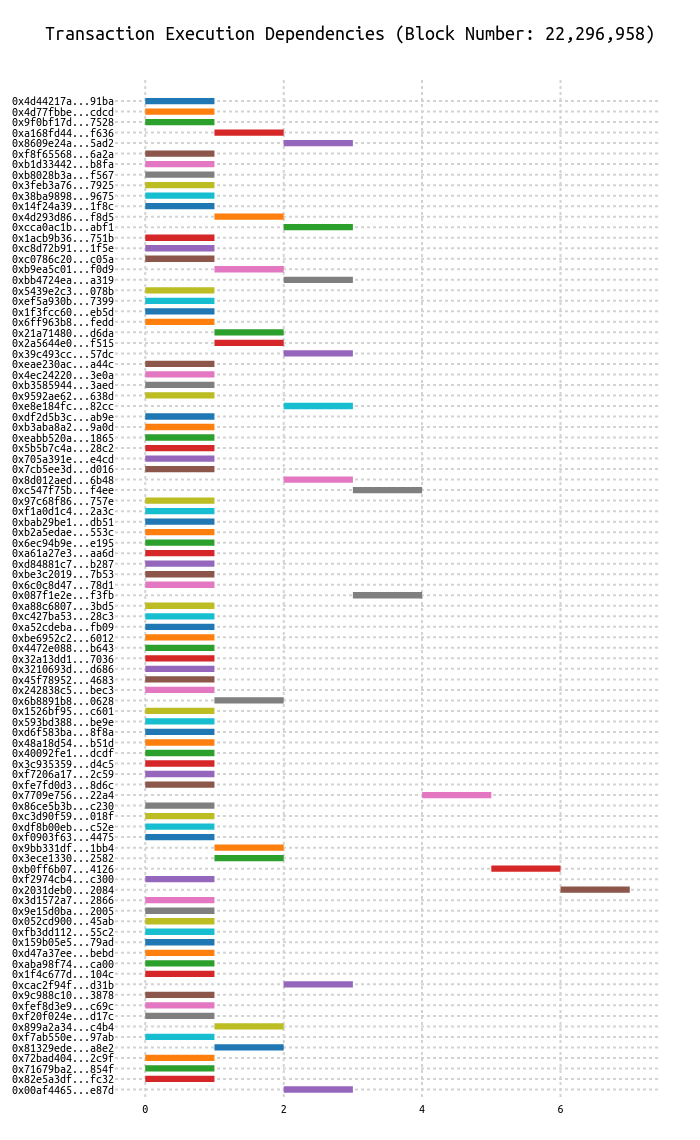 Transaction Execution Dependencies (Block Number: 22,296,958)
0x4d44217a...91ba
0x4d77fbbe...cdcd
0x9f0bf17d...7528
0xa168fd44...f636
0x8609e24a...5ad2
0xf8f65568...6a2a
0xb1d33442...b8fa
0xb8028b3a...f567
0x3feb3a76...7925
0x38ba9898...9675
0x14f24a39...1f8c
0x4d293d86...f8d5
0xcca0ac1b...abf1
0x1acb9b36...751b
0xc8d72b91...1f5e
0xc0786c20...c05a
0xb9ea5c01...f0d9
0xbb4724ea...a319
0x5439e2c3...078b
0xef5a930b...7399
0x1f3fcc60...eb5d
0x6ff963b8...fedd
0x21a71480...d6da
0x2a5644e0...f515
0x39c493cc...57dc
0xeae230ac...a44c
0x4ec24220...3e0a
0xb3585944...3aed
0x9592ae62...638d
0xe8e184fc...82cc
0xdf2d5b3c...ab9e
0xb3aba8a2...9a0d
0xeabb520a...1865
0x5b5b7c4a...28c2
0x705a391e...e4cd
0x7cb5ee3d...d016
0x8d012aed...6b48
0xc547f75b...f4ee
0x97c68f86...757e
0xf1a0d1c4...2a3c
0xbab29be1...db51
0xb2a5edae...553c
0x6ec94b9e...e195
0xa61a27e3...aa6d
0xd84881c7...b287
0xbe3c2019...7b53
0x6c0c8d47...78d1
0x087f1e2e...f3fb
0xa88c6807...3bd5
0xc427ba53...28c3
0xa52cdeba...fb09
0xbe6952c2...6012
0x4472e088...b643
0x32a13dd1...7036
0x3210693d...d686
0x45f78952...4683
0x242838c5...bec3
0x6b8891b8...0628
0x1526bf95...c601
0x593bd388...be9e
0xd6f583ba...8f8a
0x48a18d54...b51d
0x40092fe1...dcdf
0x3c935359...d4c5
0xf7206a17...2c59
0xfe7fd0d3...8d6c
0x7709e756...22a4
0x86ce5b3b...c230
0xc3d90f59...018f
0xdf8b00eb...c52e
0xf0903f63...4475
0x9bb331df...1bb4
0x3ece1330...2582
0xb0ff6b07...4126
0xf2974cb4...c300
0x2031deb0...2084
0x3d1572a7...2866
0x9e15d0ba...2005
0x052cd900...45ab
0xfb3dd112...55c2
0x159b05e5...79ad
0xd47a37ee...bebd
0xaba98f74...ca00
0x1f4c677d...104c
0xcac2f94f...d31b
0x9c988c10...3878
0xfef8d3e9...c69c
0xf20f024e...d17c
0x899a2a34...c4b4
0xf7ab550e...97ab
0x81329ede...a8e2
0x72bad404...2c9f
0x71679ba2...854f
0x82e5a3df...fc32
0x00af4465...e87d
0 2 4 6